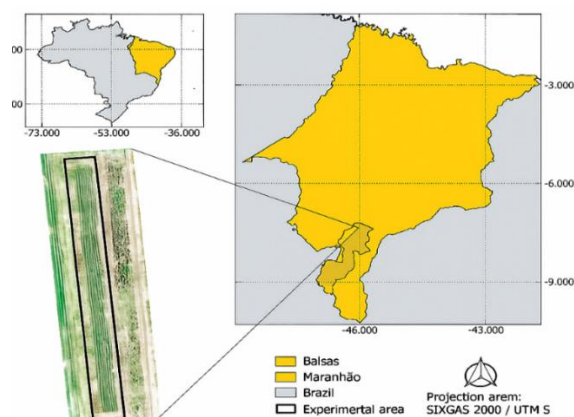 00
00
-73.000 -53.000 -36.000
-3.000
-6.000
-9.000
-46.000 -43.000
Balsas
Maranhão
Brazil
Experimertal area
Projection arem:
SIXGAS 2000 / UTM S